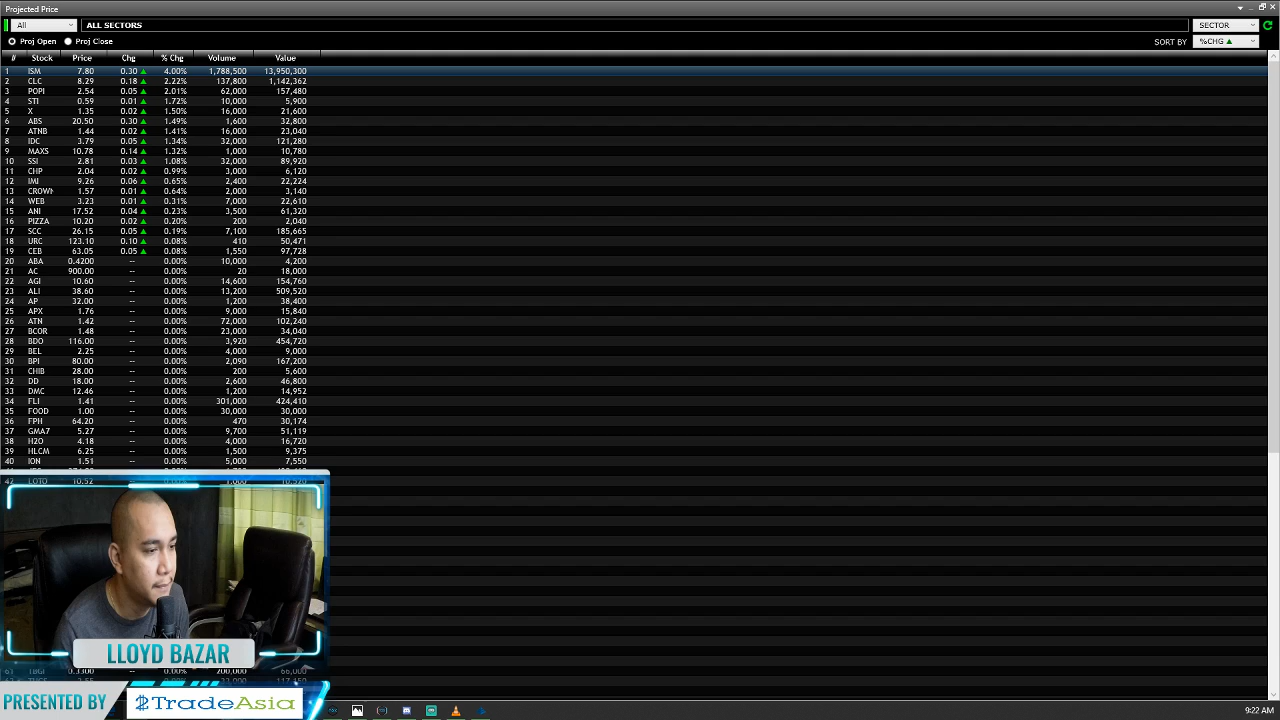 Projected Price
All ALL SECTORS SECTOR
Proj Open Proj Close SORT BY %CHG ▲
# Stock Price Chg % Chg Volume Value
1 ISM 7.80 0.30 ▲ 4.00% 1,788,500 13,950,300
2 CLC 8.29 0.18 ▲ 2.22% 137,800 1,142,362
3 POPI 2.54 0.05 ▲ 2.01% 62,000 157,480
4 STI 0.59 0.01 ▲ 1.72% 10,000 5,900
5 X 1.35 0.02 ▲ 1.50% 16,000 21,600
6 ABS 20.50 0.30 ▲ 1.49% 1,600 32,800
7 ATNB 1.44 0.02 ▲ 1.41% 16,000 23,040
8 IDC 3.79 0.05 ▲ 1.34% 32,000 121,280
9 MAXS 10.78 0.14 ▲ 1.32% 1,000 10,780
10 SSI 2.81 0.03 ▲ 1.08% 32,000 89,920
11 CHP 2.04 0.02 ▲ 0.99% 3,000 6,120
12 IMI 9.26 0.06 ▲ 0.65% 2,400 22,224
13 CROWN 1.57 0.01 ▲ 0.64% 2,000 3,140
14 WEB 3.23 0.01 ▲ 0.31% 7,000 22,610
15 ANI 17.52 0.04 ▲ 0.23% 3,500 61,320
16 PIZZA 10.20 0.02 ▲ 0.20% 200 2,040
17 SCC 26.15 0.05 ▲ 0.19% 7,100 185,665
18 URC 123.10 0.10 ▲ 0.08% 410 50,471
19 CEB 63.05 0.05 ▲ 0.08% 1,550 97,728
20 ABA 0.4200 -- 0.00% 10,000 4,200
21 AC 900.00 -- 0.00% 20 18,000
22 AGI 10.60 -- 0.00% 14,600 154,760
23 ALI 38.60 -- 0.00% 13,200 509,520
24 AP 32.00 -- 0.00% 1,200 38,400
25 APX 1.76 -- 0.00% 9,000 15,840
26 ATN 1.42 -- 0.00% 72,000 102,240
27 BCOR 1.48 -- 0.00% 23,000 34,040
28 BDO 116.00 -- 0.00% 3,920 454,720
29 BEL 2.25 -- 0.00% 4,000 9,000
30 BPI 80.00 -- 0.00% 2,090 167,200
31 CHIB 28.00 -- 0.00% 200 5,600
32 DD 18.00 -- 0.00% 2,600 46,800
33 DMC 12.46 -- 0.00% 1,200 14,952
34 FLI 1.41 -- 0.00% 301,000 424,410
35 FOOD 1.00 -- 0.00% 30,000 30,000
36 FPH 64.20 -- 0.00% 470 30,174
37 GMA7 5.27 -- 0.00% 9,700 51,119
38 H2O 4.18 -- 0.00% 4,000 16,720
39 HLCM 6.25 -- 0.00% 1,500 9,375
40 ION 1.51 -- 0.00% 5,000 7,550
42 LOTO 10.52
LLOYD BAZAR
TBGI 0.3300 0.00% 200,000 66,000
PRESENTED BY TradeAsia
9:22 AM